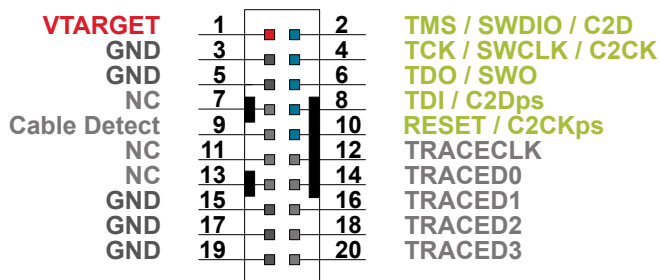 VTARGET 1 2 TMS / SWDIO / C2D
GND 3 4 TCK / SWCLK / C2CK
GND 5 6 TDO / SWO
NC 7 8 TDI / C2Dps
Cable Detect 9 10 RESET / C2CKps
NC 11 12 TRACECLK
NC 13 14 TRACED0
GND 15 16 TRACED1
GND 17 18 TRACED2
GND 19 20 TRACED3